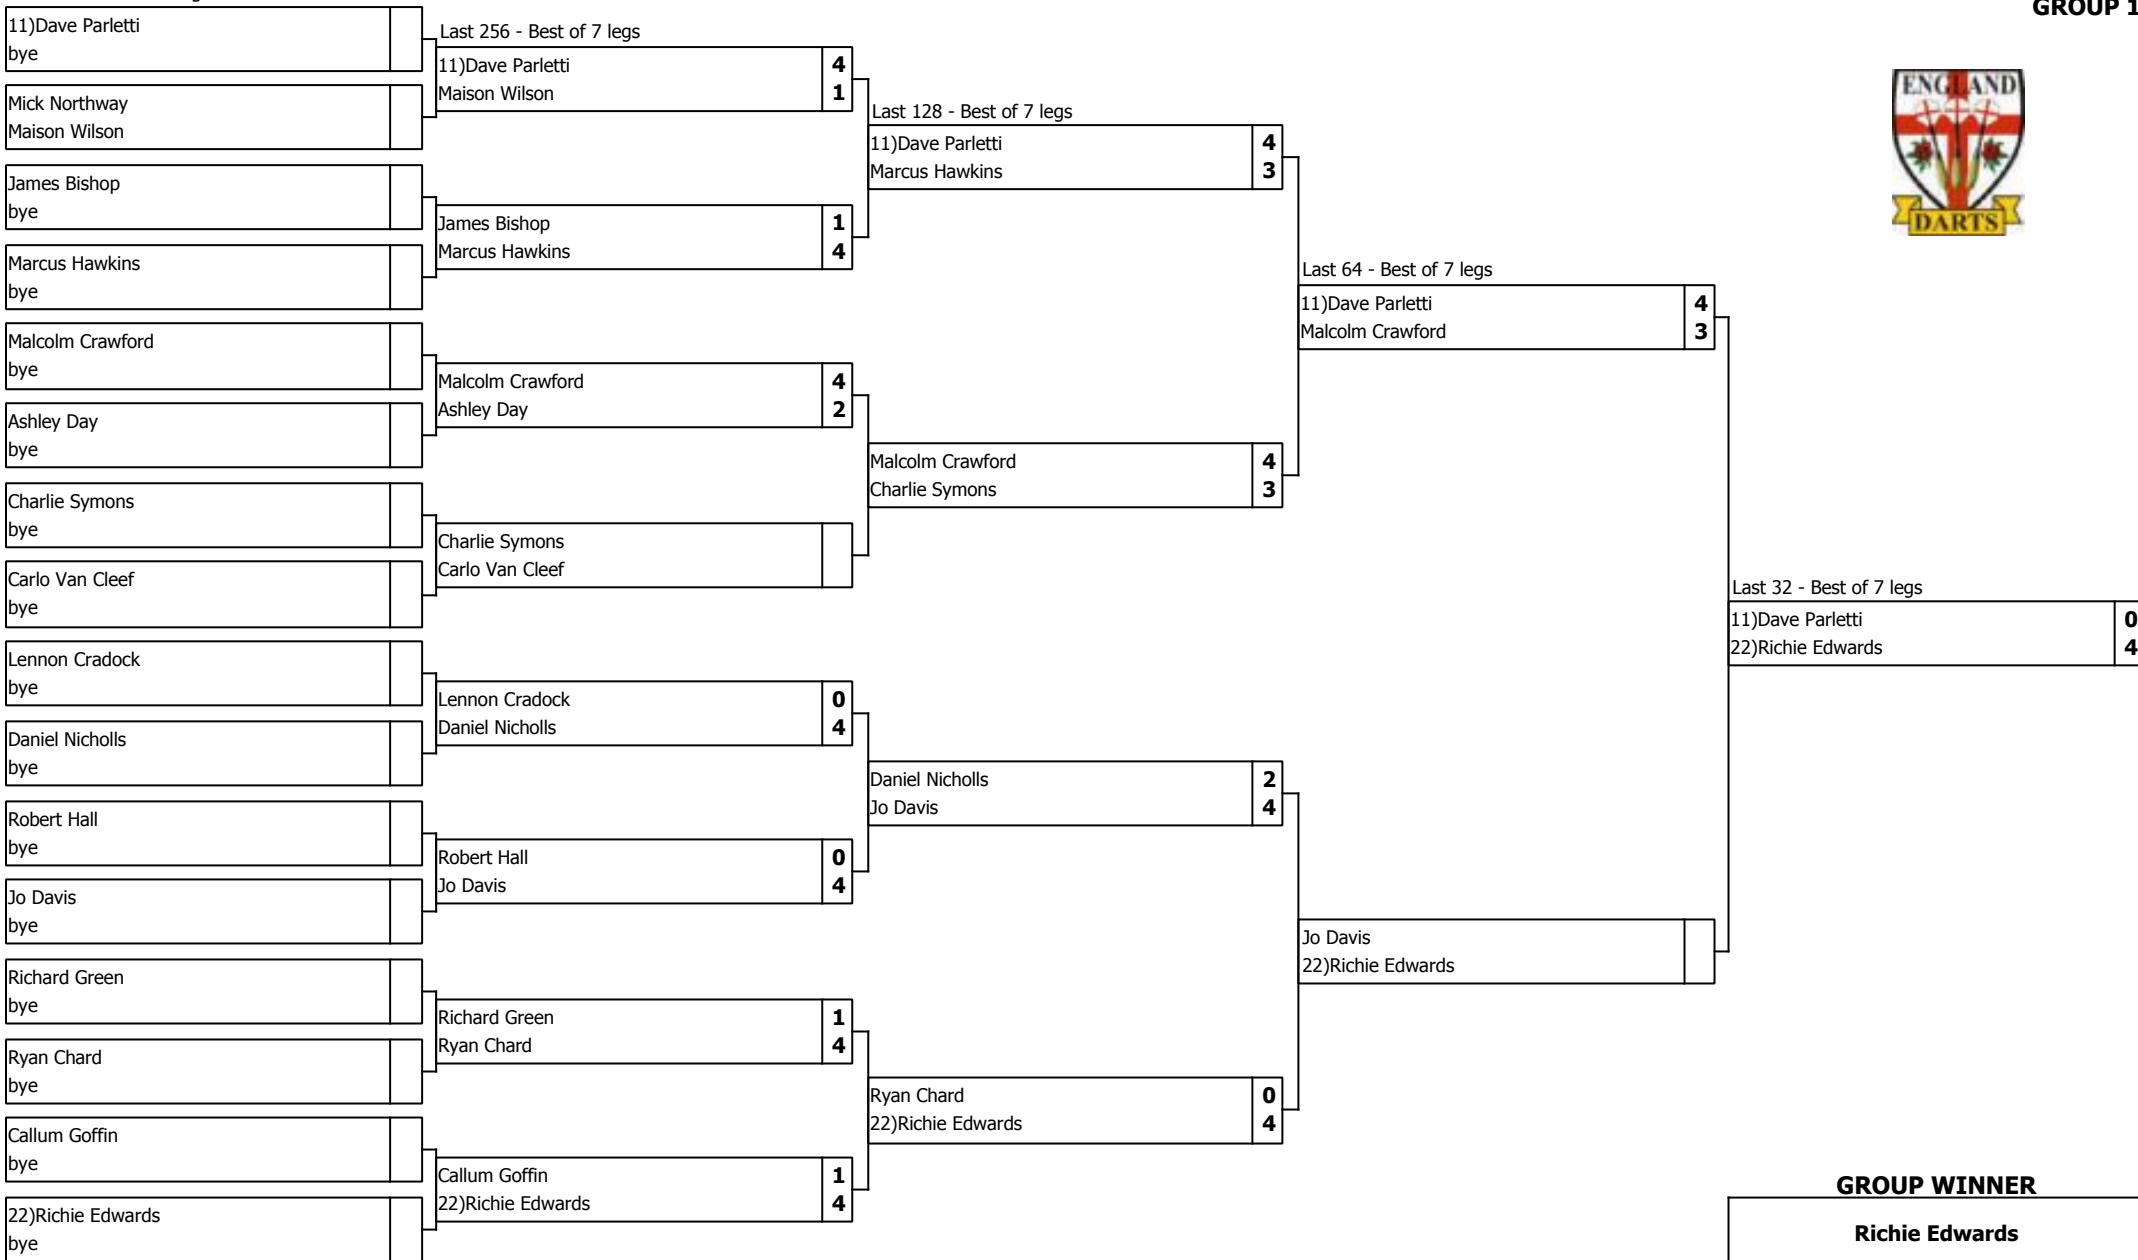 GROUP 1
11)Dave Parletti
bye
Mick Northway
Maison Wilson
James Bishop
bye
Marcus Hawkins
bye
Malcolm Crawford
bye
Ashley Day
bye
Charlie Symons
bye
Carlo Van Cleef
bye
Lennon Cradock
bye
Daniel Nicholls
bye
Robert Hall
bye
Jo Davis
bye
Richard Green
bye
Ryan Chard
bye
Callum Goffin
bye
22)Richie Edwards
bye
Last 256 - Best of 7 legs
11)Dave Parletti 4
Maison Wilson 1
James Bishop 1
Marcus Hawkins 4
Malcolm Crawford 4
Ashley Day 2
Charlie Symons
Carlo Van Cleef
Lennon Cradock 0
Daniel Nicholls 4
Robert Hall 0
Jo Davis 4
Richard Green 1
Ryan Chard 4
Callum Goffin 1
22)Richie Edwards 4
Last 128 - Best of 7 legs
11)Dave Parletti 4
Marcus Hawkins 3
Malcolm Crawford 4
Charlie Symons 3
Daniel Nicholls 2
Jo Davis 4
Ryan Chard 0
22)Richie Edwards 4
Last 64 - Best of 7 legs
11)Dave Parletti 4
Malcolm Crawford 3
Jo Davis
22)Richie Edwards
ENGLAND
DARTS
Last 32 - Best of 7 legs
11)Dave Parletti 0
22)Richie Edwards 4
GROUP WINNER
Richie Edwards